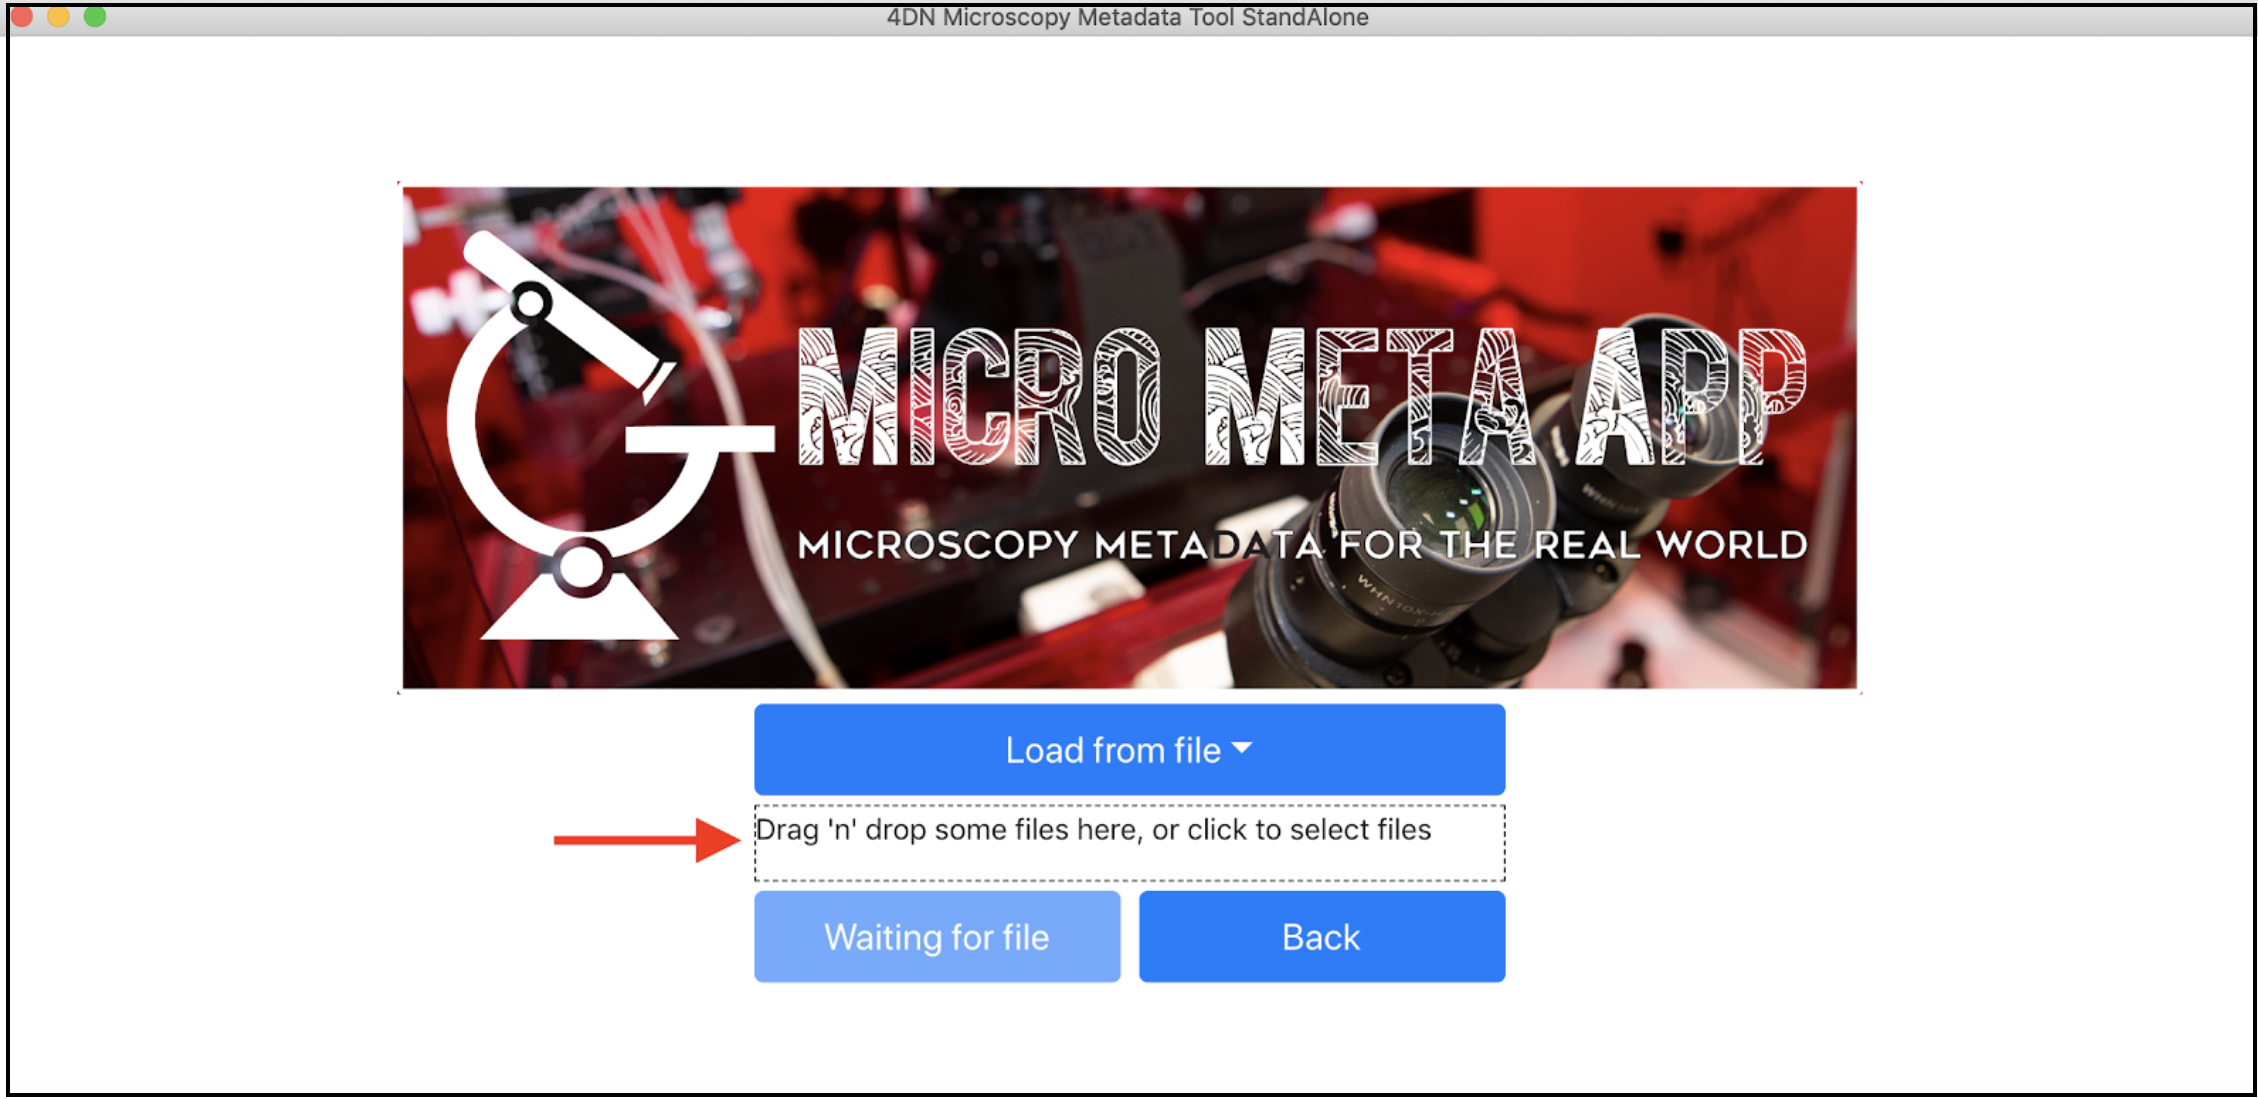 4DN Microscopy Metadata Tool StandAlone
MICRO META APP
MICROSCOPY METADATA FOR THE REAL WORLD
Load from file
Drag 'n' drop some files here, or click to select files
Waiting for file
Back